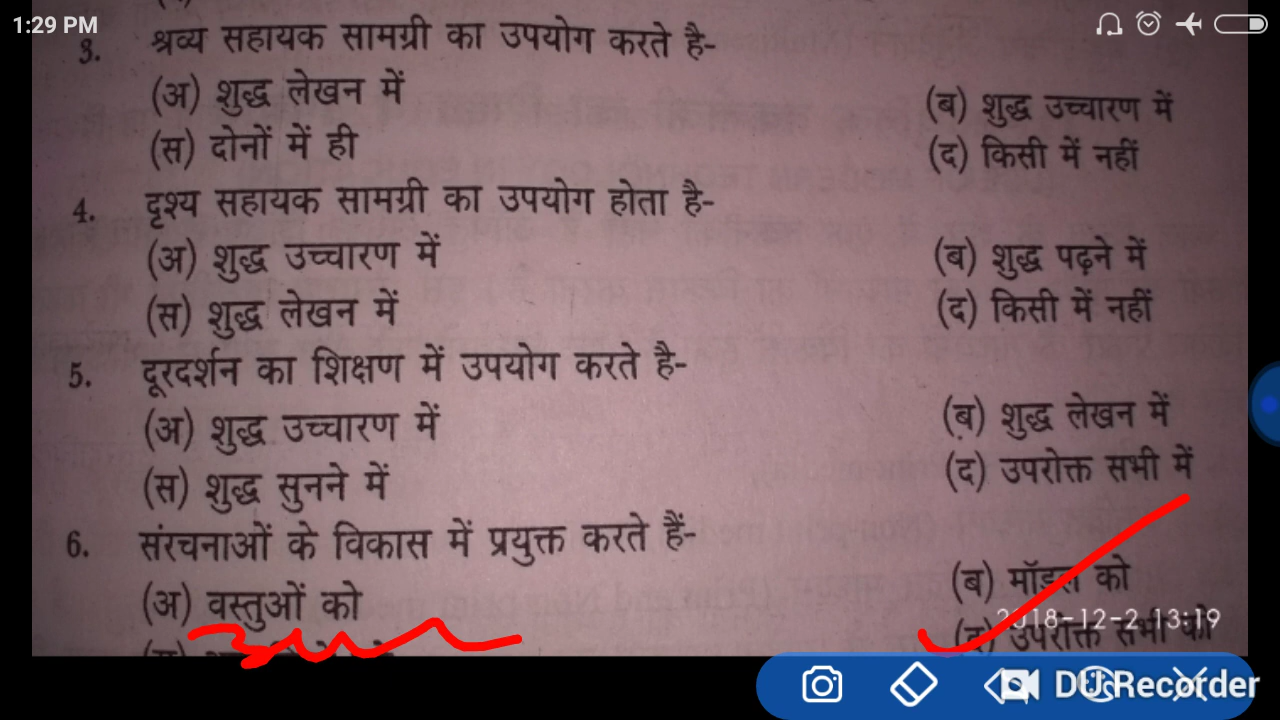 1:29 PM
3. श्रव्य सहायक सामग्री का उपयोग करते है-
(अ) शुद्ध लेखन में (ब) शुद्ध उच्चारण में
(स) दोनों में ही (द) किसी में नहीं
4. दृश्य सहायक सामग्री का उपयोग होता है-
(अ) शुद्ध उच्चारण में (ब) शुद्ध पढ़ने में
(स) शुद्ध लेखन में (द) किसी में नहीं
5. दूरदर्शन का शिक्षण में उपयोग करते है-
(अ) शुद्ध उच्चारण में (ब) शुद्ध लेखन में
(स) शुद्ध सुनने में (द) उपरोक्त सभी में
6. संरचनाओं के विकास में प्रयुक्त करते हैं-
(अ) वस्तुओं को (ब) मॉडल को
2018-12-2 13:19
(द) उपरोक्त सभी को
DU Recorder